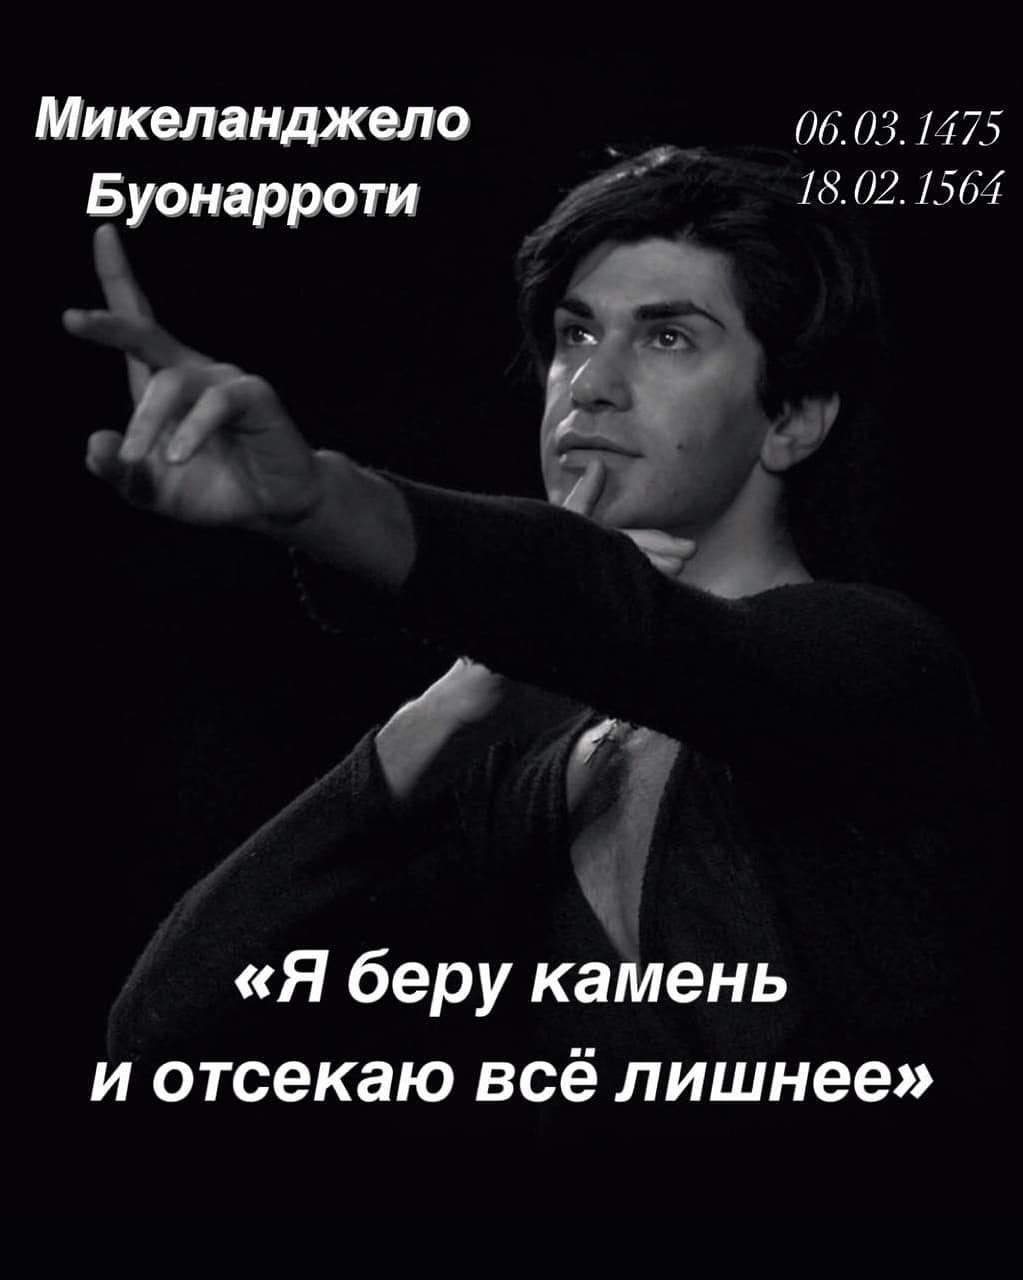 Микеланджело
Буонарроти
06.03.1475
18.02.1564
«Я беру камень
и отсекаю всё лишнее»